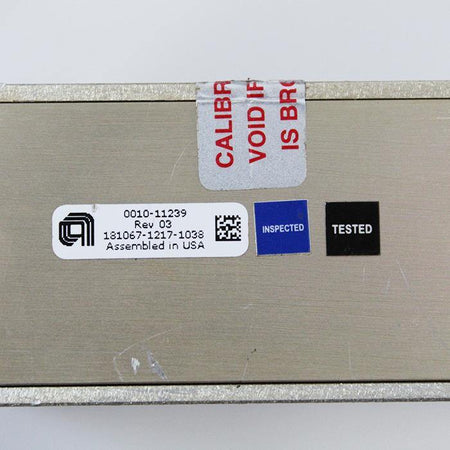 CALIBR
VOID IF
IS BRO
0010-11239
Rev 03
181067-1217-1038
Assembled in USA
INSPECTED
TESTED